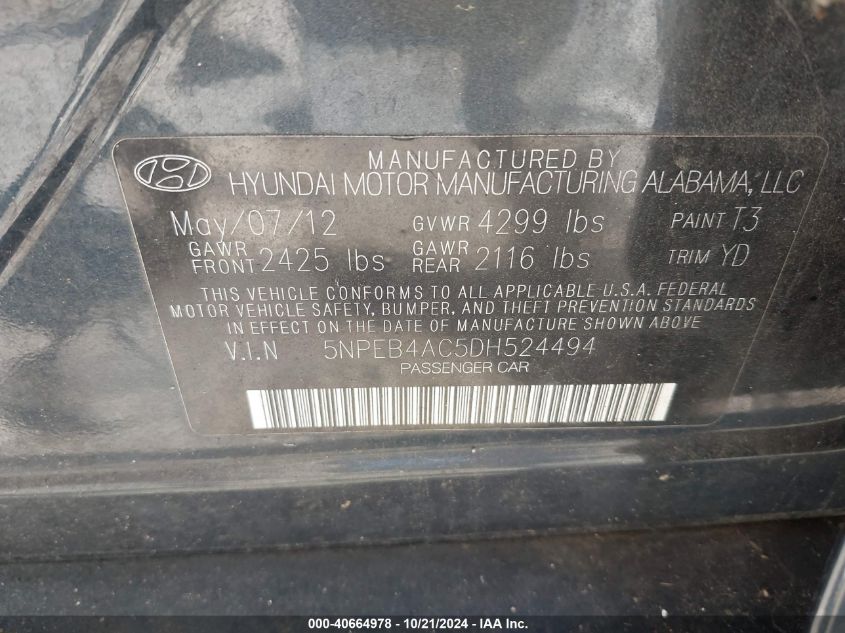 MANUFACTURED BY
HYUNDAI MOTOR MANUFACTURING ALABAMA, LLC
May/07/12 GVWR 4299 lbs PAINT T3
GAWR FRONT 2425 lbs GAWR REAR 2116 lbs TRIM YD
THIS VEHICLE CONFORMS TO ALL APPLICABLE U.S.A. FEDERAL
MOTOR VEHICLE SAFETY, BUMPER, AND THEFT PREVENTION STANDARDS
IN EFFECT ON THE DATE OF MANUFACTURE SHOWN ABOVE
V.I.N 5NPEB4AC5DH524494
PASSENGER CAR
000-40664978 - 10/21/2024 - IAA Inc.